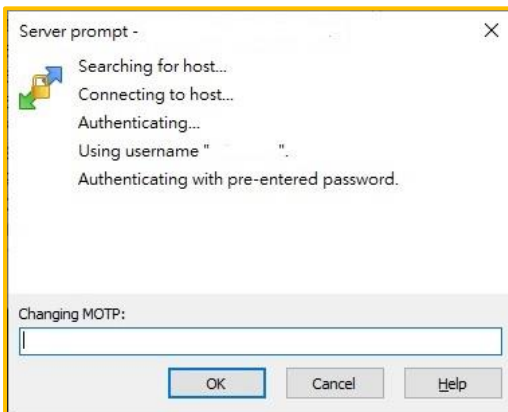 Server prompt -
Searching for host...
Connecting to host...
Authenticating...
Using username " ".
Authenticating with pre-entered password.
Changing MOTP:
OK
Cancel
Help